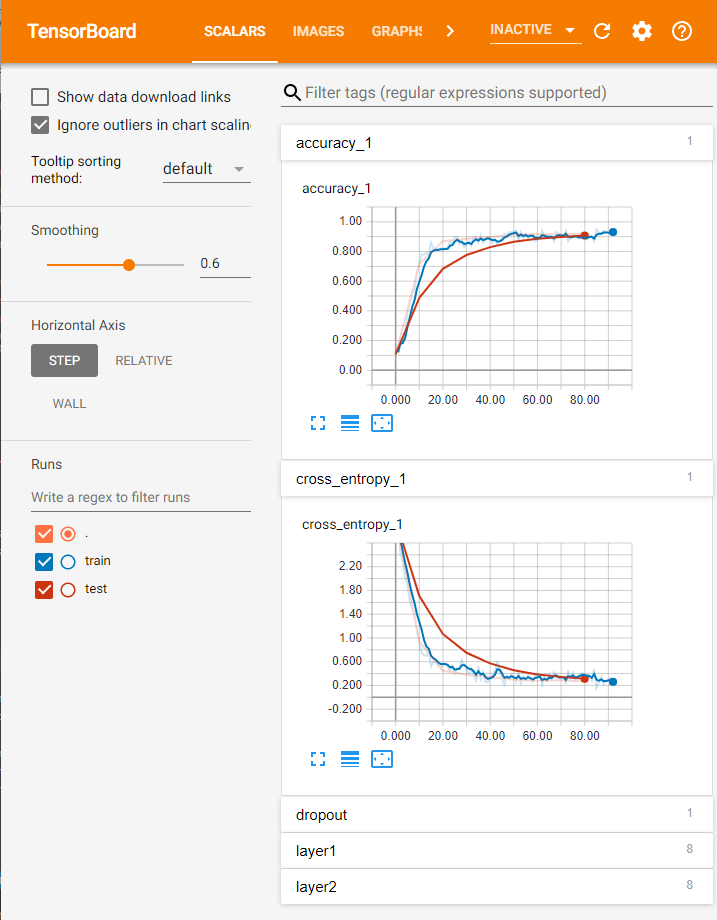 TensorBoard
SCALARS IMAGES GRAPHS INACTIVE
Show data download links
Ignore outliers in chart scalin
Tooltip sorting
method:
default
Smoothing
0.6
Horizontal Axis
STEP RELATIVE
WALL
Runs
Write a regex to filter runs
.
train
test
Filter tags (regular expressions supported)
accuracy_1 1
accuracy_1
1.00
0.800
0.600
0.400
0.200
0.00
0.000 20.00 40.00 60.00 80.00
cross_entropy_1 1
cross_entropy_1
2.20
1.80
1.40
1.00
0.600
0.200
-0.200
0.000 20.00 40.00 60.00 80.00
dropout 1
layer1 8
layer2 8